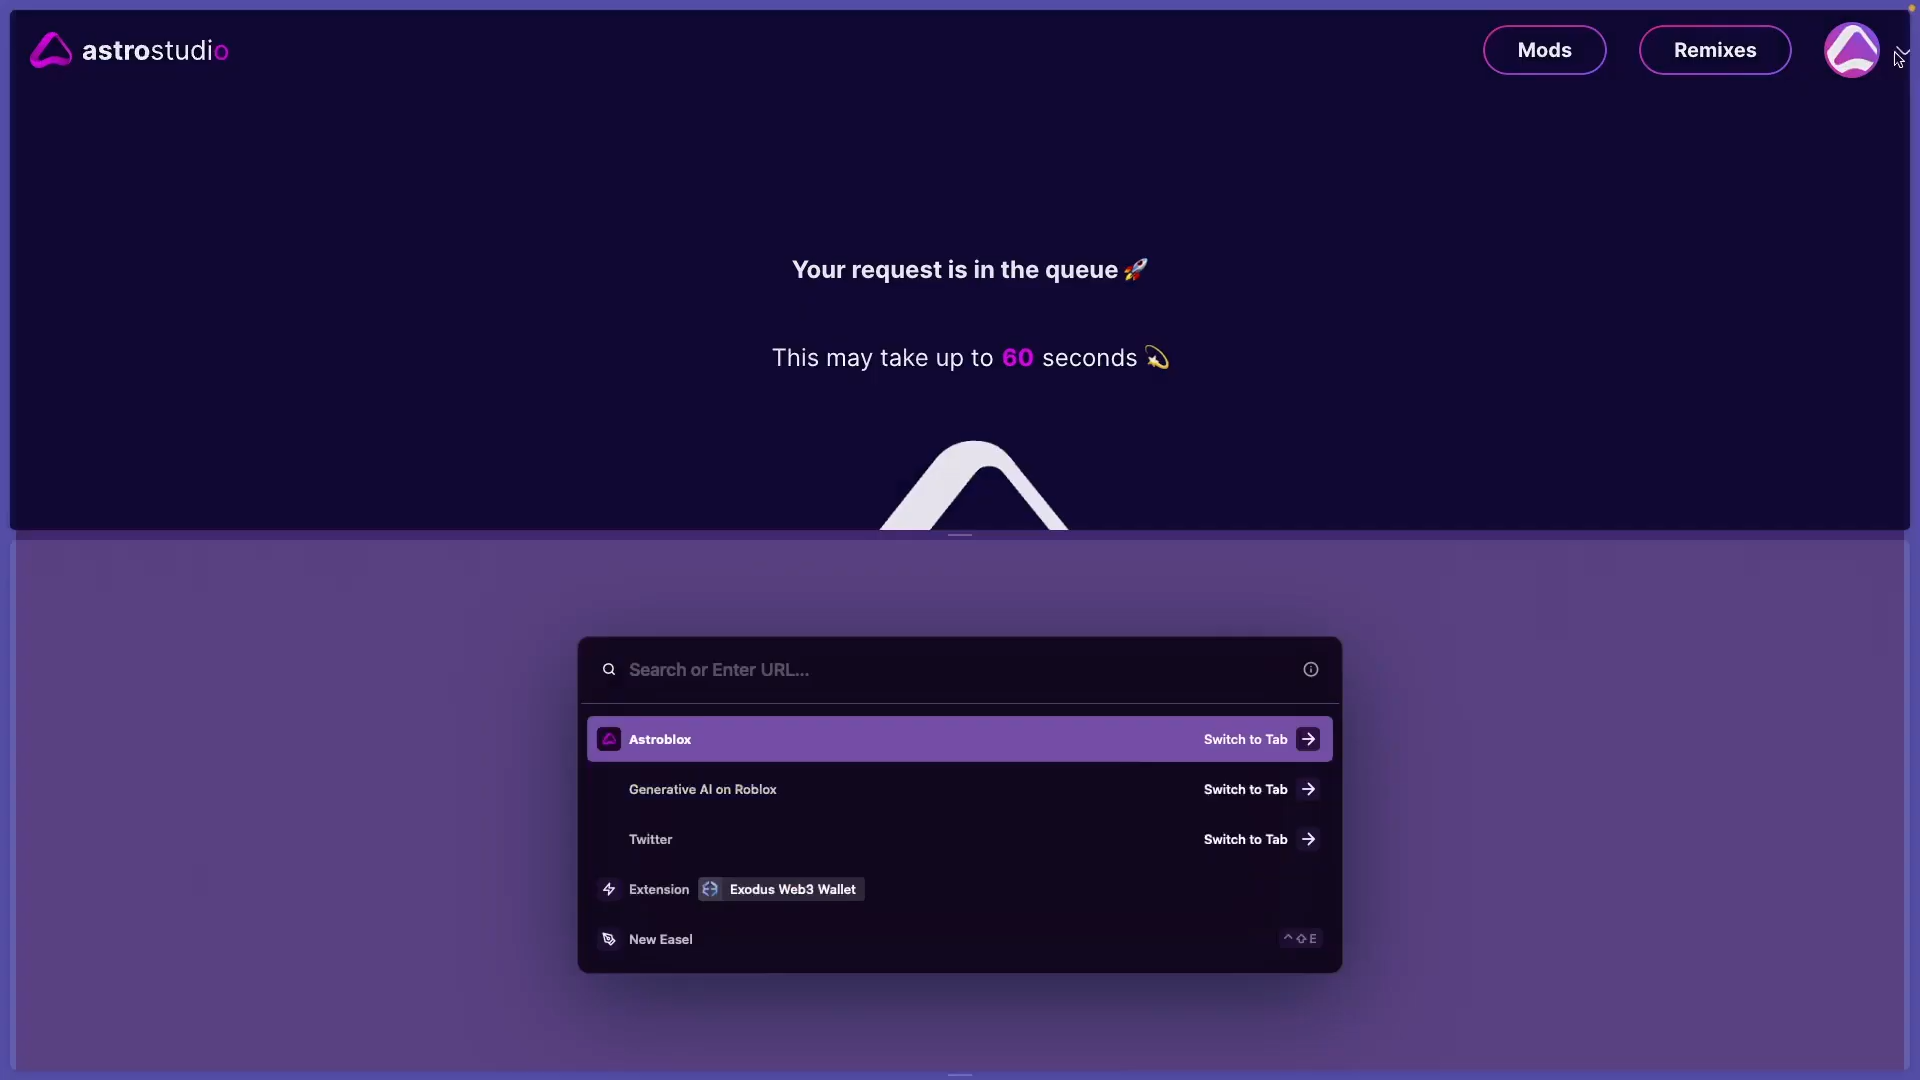 astrostudio
Mods
Remixes
Your request is in the queue 🚀
This may take up to 60 seconds 💫
Search or Enter URL...
Astroblox Switch to Tab
Generative AI on Roblox Switch to Tab
Twitter Switch to Tab
Extension Exodus Web3 Wallet
New Easel ^⇧E